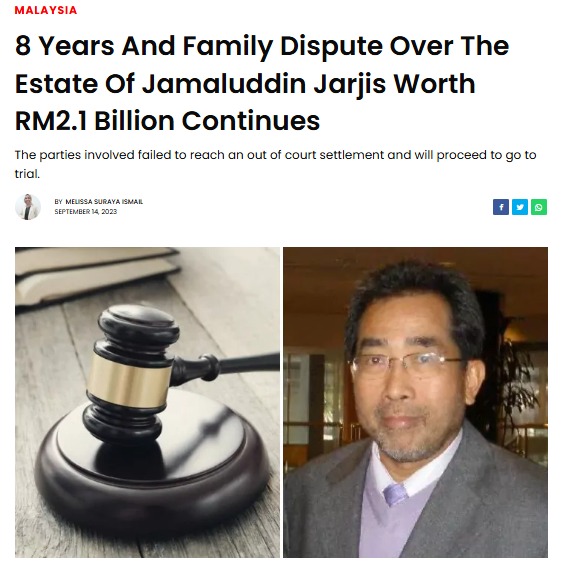 MALAYSIA
8 Years And Family Dispute Over The
Estate Of Jamaluddin Jarjis Worth
RM2.1 Billion Continues
The parties involved failed to reach an out of court settlement and will proceed to go to
trial.
BY MELISSA SURAYA ISMAIL
SEPTEMBER 14, 2023